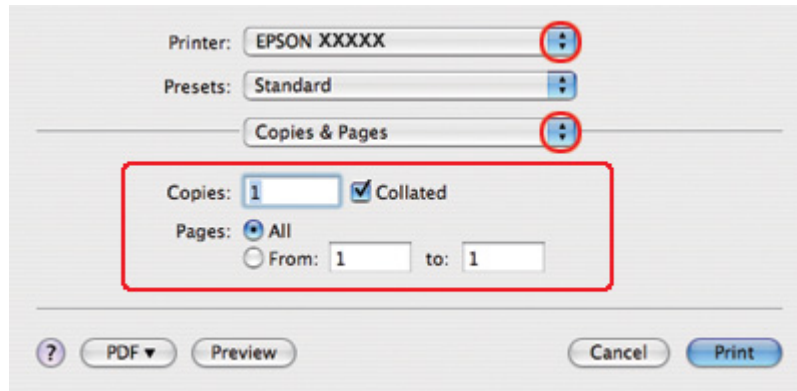 Printer: EPSON XXXXX
Presets: Standard
Copies & Pages
Copies: 1 Collated
Pages: All
From: 1 to: 1
? PDF ▾ Preview Cancel Print